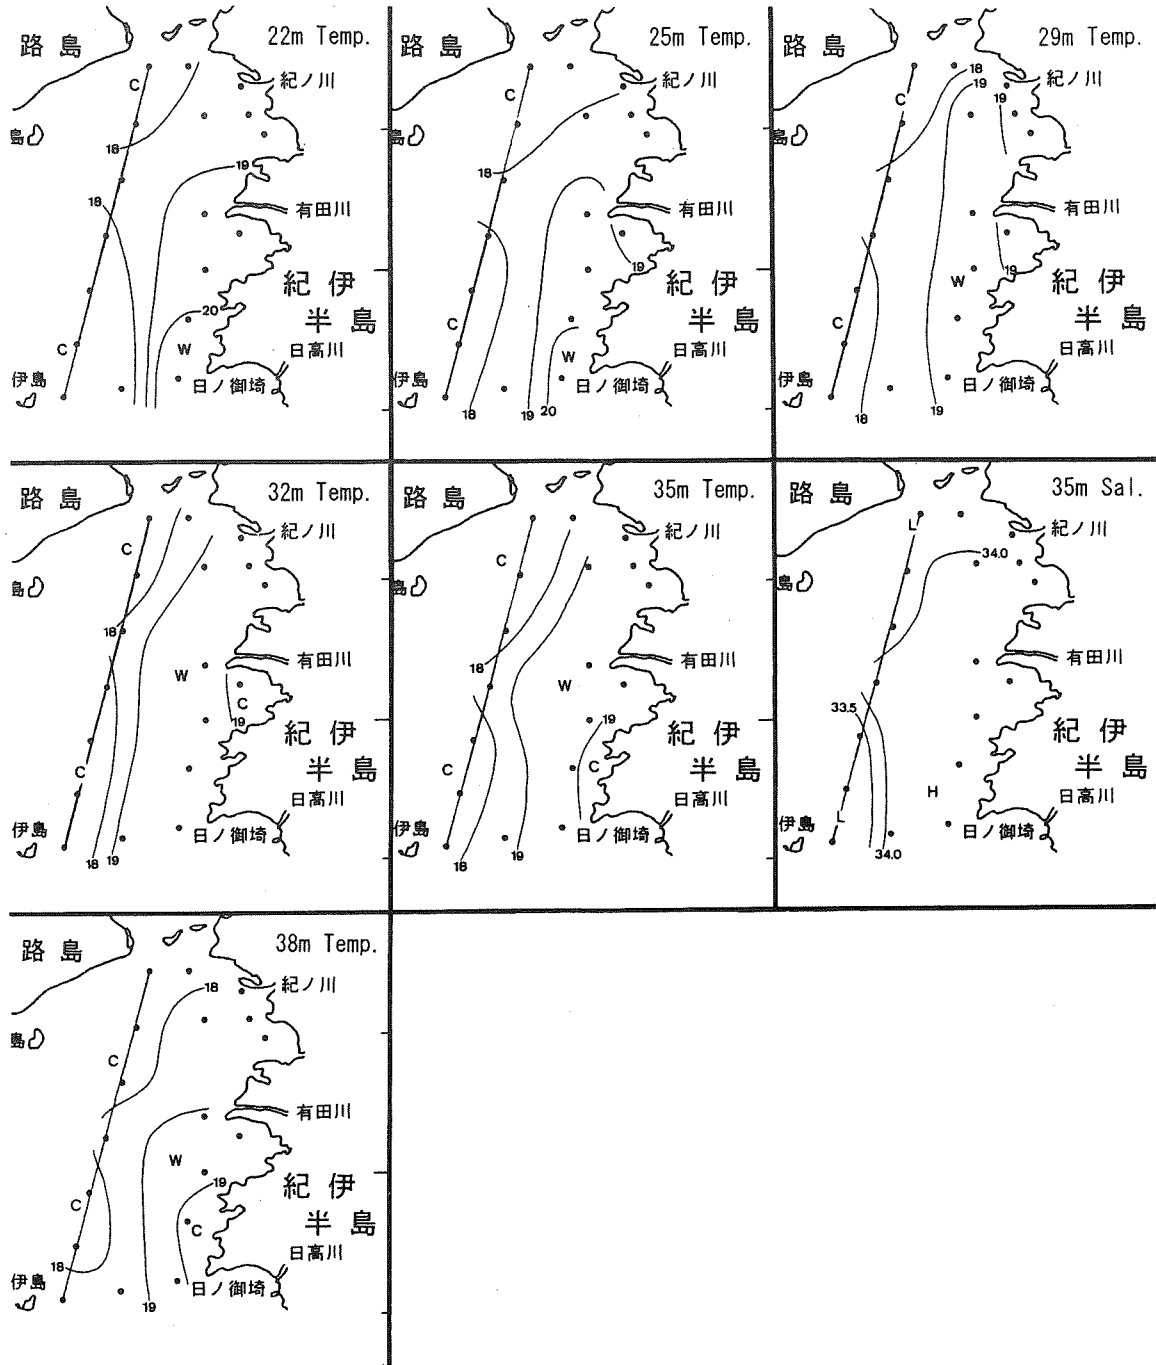 路島
22m Temp.
C
紀ノ川
島
18
19
18
有田川
紀伊
20
半島
C
W
日高川
伊島
日ノ御埼
路島
25m Temp.
C
紀ノ川
島
18
有田川
19
紀伊
半島
C
W
日高川
伊島
日ノ御埼
18
19
20
路島
29m Temp.
18
19
紀ノ川
C
19
島
有田川
19
W
紀伊
半島
C
日高川
伊島
日ノ御埼
18
19
路島
32m Temp.
紀ノ川
C
島
18
有田川
W
C
19
紀伊
半島
C
日高川
伊島
日ノ御埼
18
19
路島
35m Temp.
紀ノ川
C
島
18
有田川
W
19
紀伊
C
C
半島
日高川
伊島
日ノ御埼
18
19
路島
35m Sal.
L
紀ノ川
34.0
島
有田川
33.5
紀伊
半島
H
日高川
L
伊島
日ノ御埼
34.0
路島
38m Temp.
18
紀ノ川
島
C
有田川
W
19
紀伊
C
C
半島
日高川
18
伊島
日ノ御埼
19